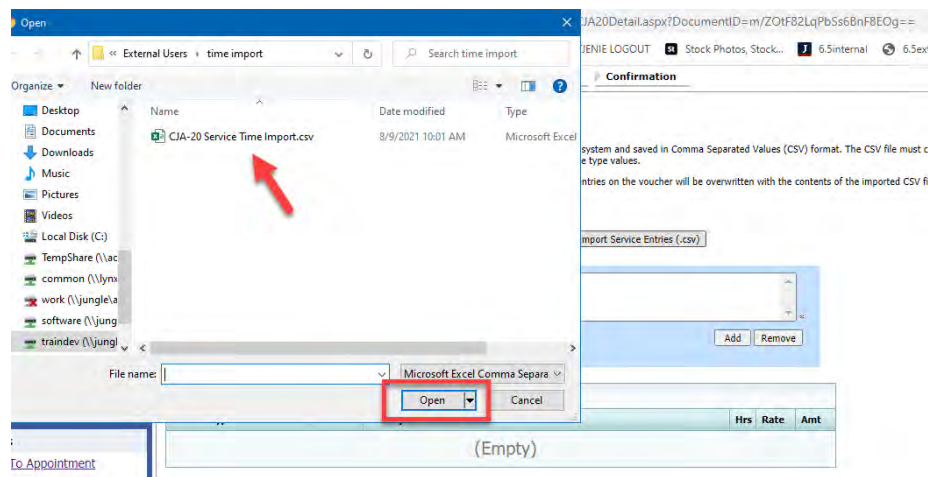 Open
CJA20Detail.aspx?DocumentID=m/ZOtF82LqPbSs6BnF8EOg==
« External Users › time import
Search time import
JENIE LOGOUT St Stock Photos, Stock... J 6.5internal 6.5ext
Organize New folder
Confirmation
Name Date modified Type
Desktop
Documents
Downloads
Music
Pictures
Videos
Local Disk (C:)
TempShare (\\ac
common (\\lynx
work (\\jungle\a
software (\\jung
traindev (\\jungl
CJA-20 Service Time Import.csv 8/9/2021 10:01 AM Microsoft Excel
system and saved in Comma Separated Values (CSV) format. The CSV file must c
e type values.
entries on the voucher will be overwritten with the contents of the imported CSV fi
mport Service Entries (.csv)
Add Remove
File name: Microsoft Excel Comma Separa
Open Cancel
Hrs Rate Amt
(Empty)
To Appointment